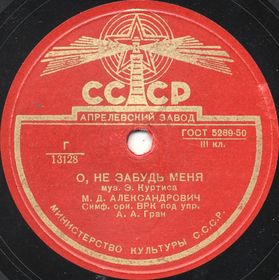 СССР
АПРЕЛЕВСКИЙ ЗАВОД
ГОСТ 5289-50
III кл.
Г
13128
О, НЕ ЗАБУДЬ МЕНЯ
муз. Э. Куртиса
М. Д. АЛЕКСАНДРОВИЧ
Симф. орк. ВРК под упр.
А. А. Гран
МИНИСТЕРСТВО КУЛЬТУРЫ С.С.С.Р.